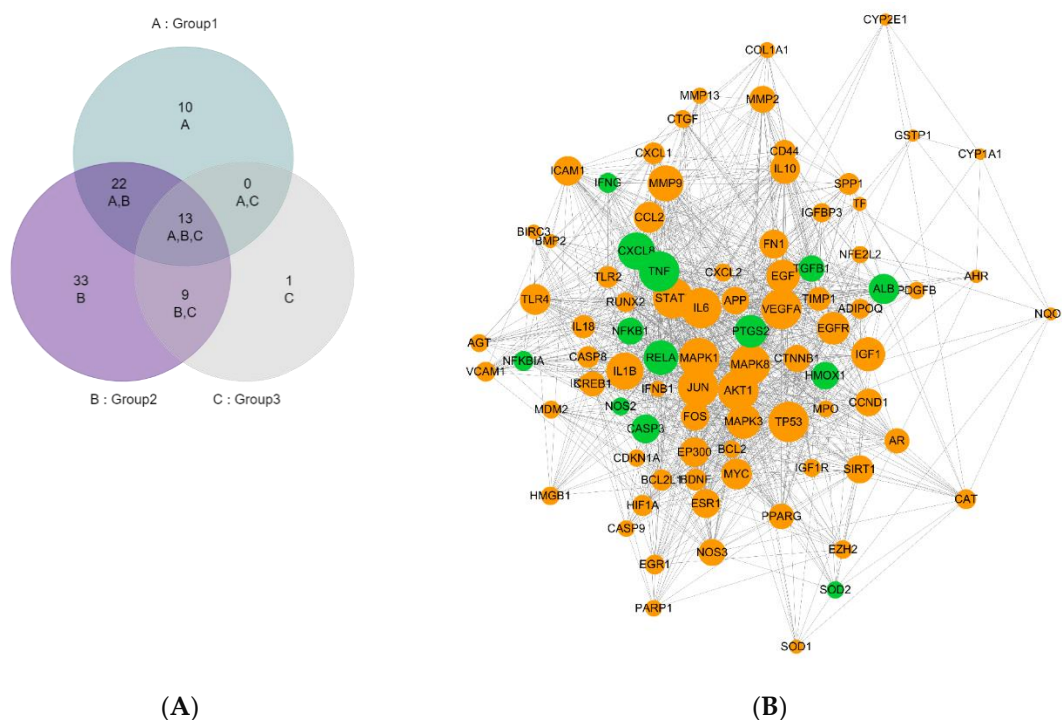 A : Group1
10
A
22
A,B
0
A,C
13
A,B,C
33
B
9
B,C
1
C
B : Group2
C : Group3
(A)
CYP2E1
COL1A1
MMP13
MMP2
CTGF
GSTP1
CYP1A1
CXCL1
CD44
ICAM1
IFNG
MMP9
IL10
SPP1
TF
IGFBP3
CCL2
BIRC3
BMP2
CXCL8
FN1
NFE2L2
TNF
CXCL2
EGF
TGFB1
AHR
TLR2
ALB
PDGFB
TLR4
RUNX2
STAT
IL6
APP
VEGFA
TIMP1
ADIPOQ
NQO
IL18
NFKB1
PTGS2
EGFR
AGT
NFKBIA
CASP8
RELA
MAPK1
MAPK8
CTNNB1
IGF1
VCAM1
IL1B
HMOX1
CREB1
IFNB1
JUN
AKT1
NOS2
MPO
CCND1
MDM2
FOS
MAPK3
TP53
CASP3
AR
CDKN1A
EP300
BCL2
IGF1R
SIRT1
BCL2L1
BDNF
MYC
HMGB1
HIF1A
ESR1
CAT
PPARG
CASP9
EGR1
NOS3
EZH2
SOD2
PARP1
SOD1
(B)